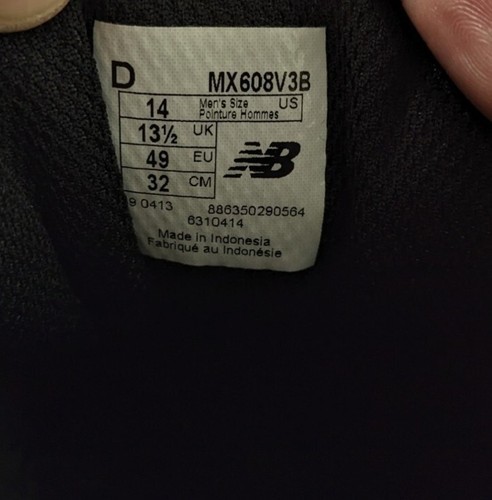 D MX608V3B
14 Men's Size US
Pointure Hommes
13½ UK
49 EU
32 CM
NB
9 0413 886350290564
6310414
Made in Indonesia
Fabriqué au Indonésie